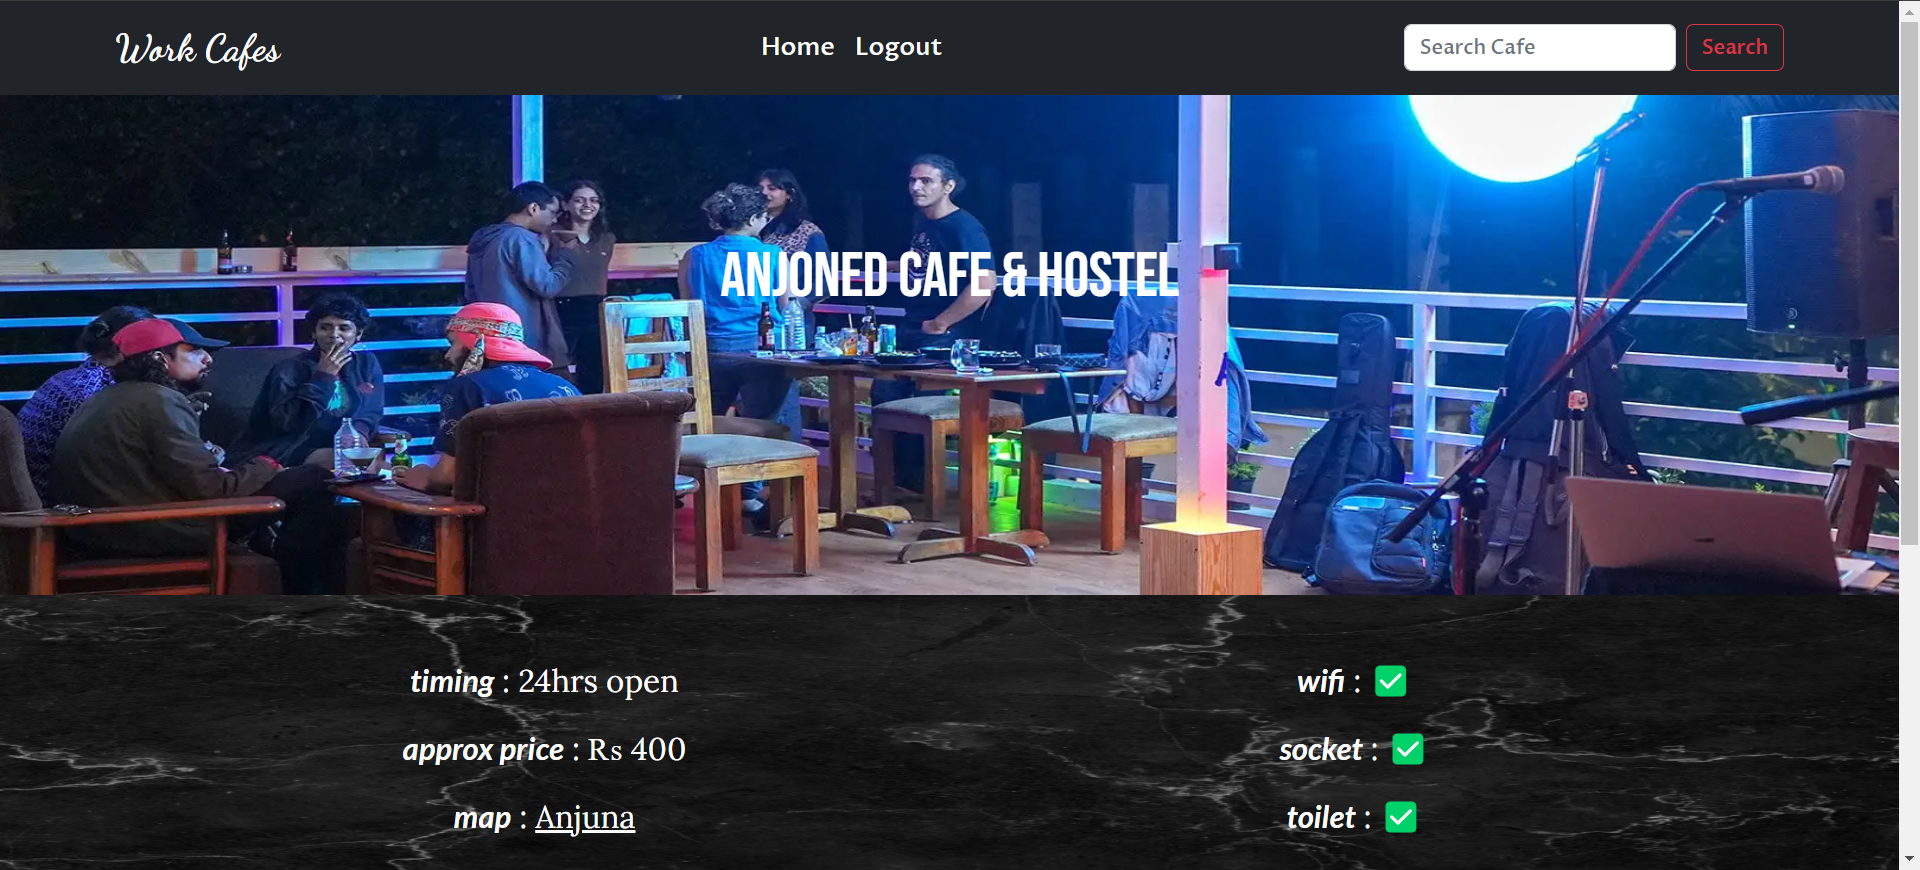 Work Cafes
Home Logout
Search Cafe Search
ANJONED CAFE & HOSTEL
timing : 24hrs open
wifi :
approx price : Rs 400
socket :
map : Anjuna
toilet :